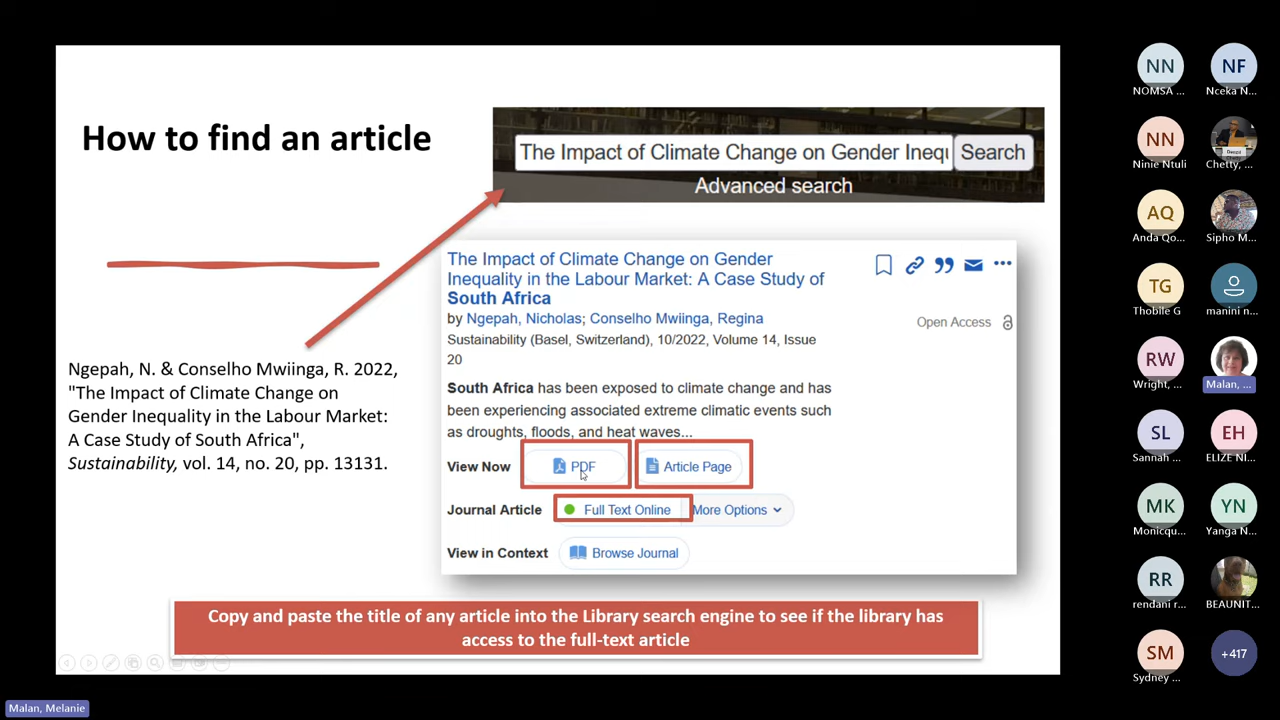 How to find an article
The Impact of Climate Change on Gender Inequ
Search
Advanced search
Ngepah, N. & Conselho Mwiinga, R. 2022,
"The Impact of Climate Change on
Gender Inequality in the Labour Market:
A Case Study of South Africa",
Sustainability, vol. 14, no. 20, pp. 13131.
The Impact of Climate Change on Gender
Inequality in the Labour Market: A Case Study of
South Africa
by Ngepah, Nicholas; Conselho Mwiinga, Regina
Open Access
Sustainability (Basel, Switzerland), 10/2022, Volume 14, Issue
20
South Africa has been exposed to climate change and has
been experiencing associated extreme climatic events such
as droughts, floods, and heat waves...
View Now PDF Article Page
Journal Article Full Text Online More Options
View in Context Browse Journal
Copy and paste the title of any article into the Library search engine to see if the library has
access to the full-text article
NN NF
NOMSA ... Nceka N...
NN
Ninie Ntuli Chetty, ...
AQ
Anda Qo... Sipho M...
TG
Thobile G manini n...
RW
Wright, ... Malan, ...
SL EH
Sannah ... ELIZE NI...
MK YN
Monicqu... Yanga N...
RR
rendani r... BEAUNIT...
SM +417
Sydney ...
Malan, Melanie